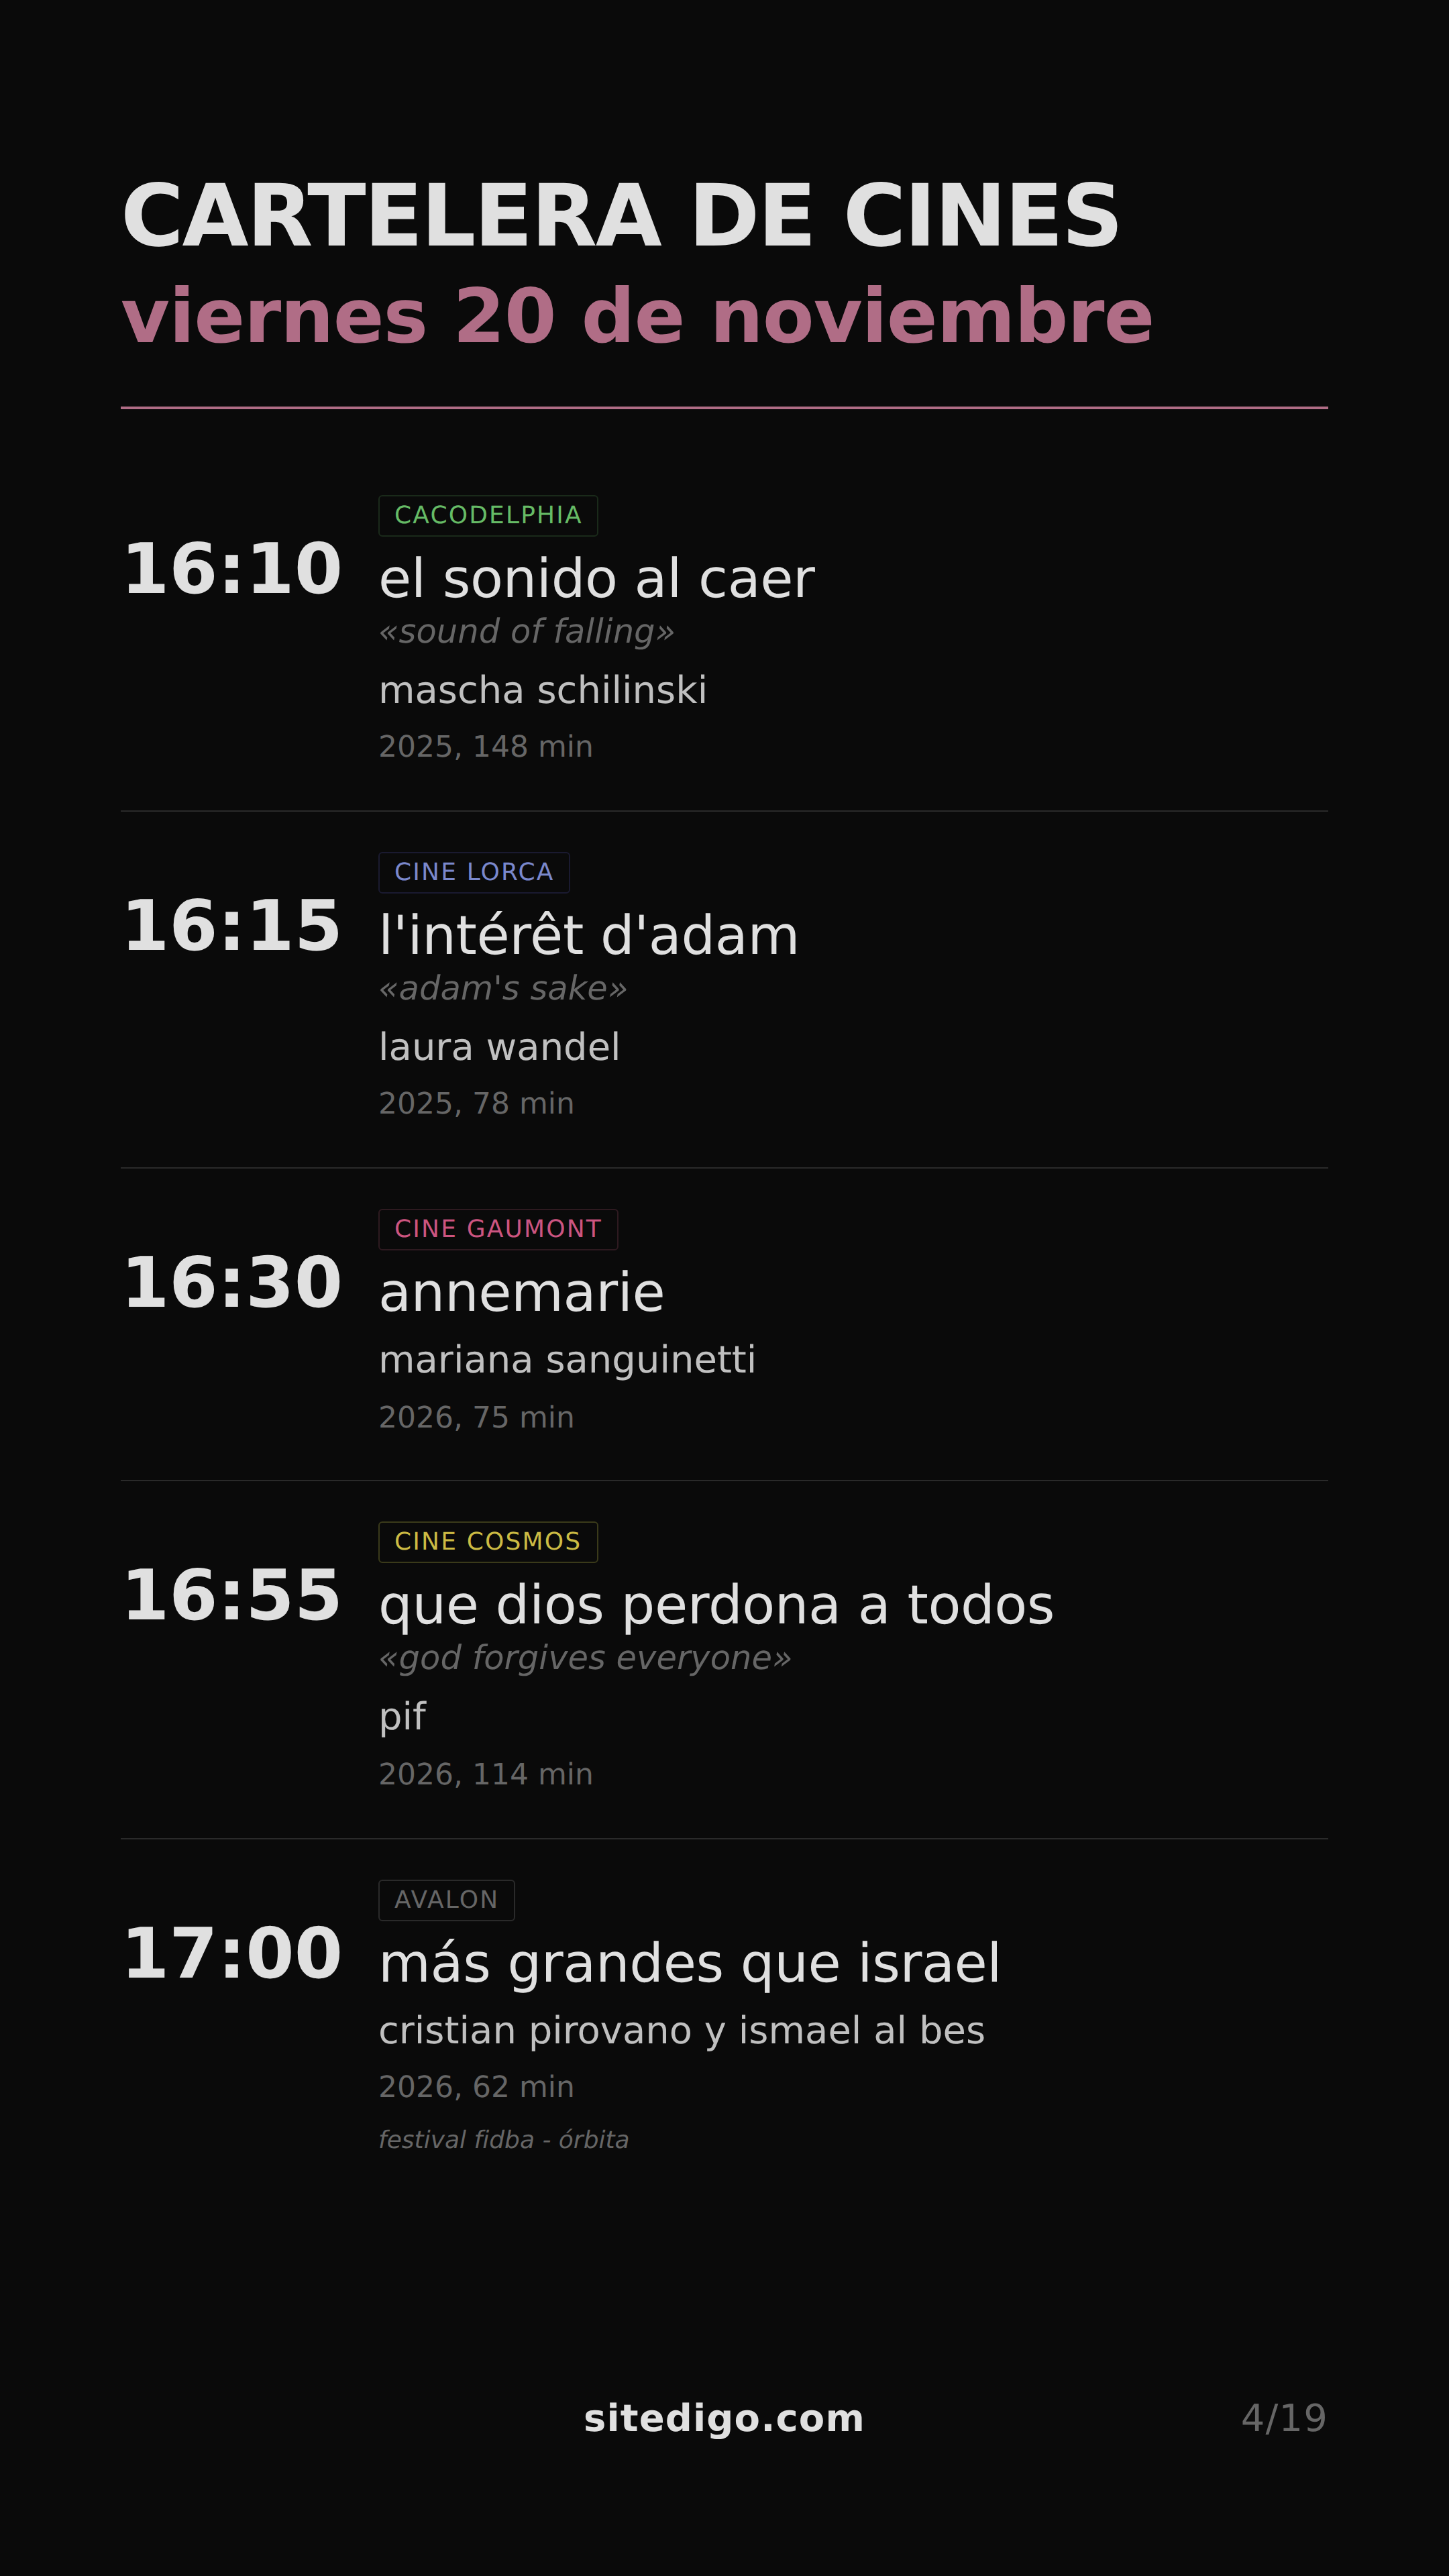 CARTELERA DE CINES
viernes 20 de noviembre
CACODELPHIA
16:10
el sonido al caer
«sound of falling»
mascha schilinski
2025, 148 min
CINE LORCA
16:15
l'intérêt d'adam
«adam's sake»
laura wandel
2025, 78 min
CINE GAUMONT
16:30
annemarie
mariana sanguinetti
2026, 75 min
CINE COSMOS
16:55
que dios perdona a todos
«god forgives everyone»
pif
2026, 114 min
AVALON
17:00
más grandes que israel
cristian pirovano y ismael al bes
2026, 62 min
festival fidba - órbita
sitedigo.com
4/19